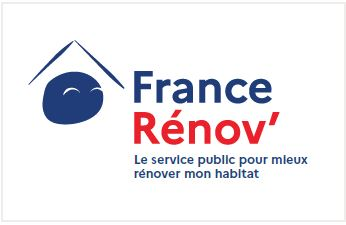 France
Rénov’
Le service public pour mieux
rénover mon habitat